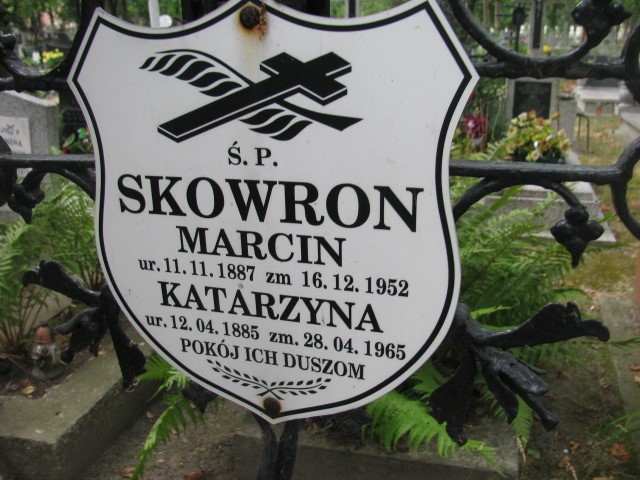 Ś. P.
SKOWRON
MARCIN
ur. 11. 11. 1887 zm 16. 12. 1952
KATARZYNA
ur. 12. 04. 1885 zm. 28. 04. 1965
POKÓJ ICH DUSZOM